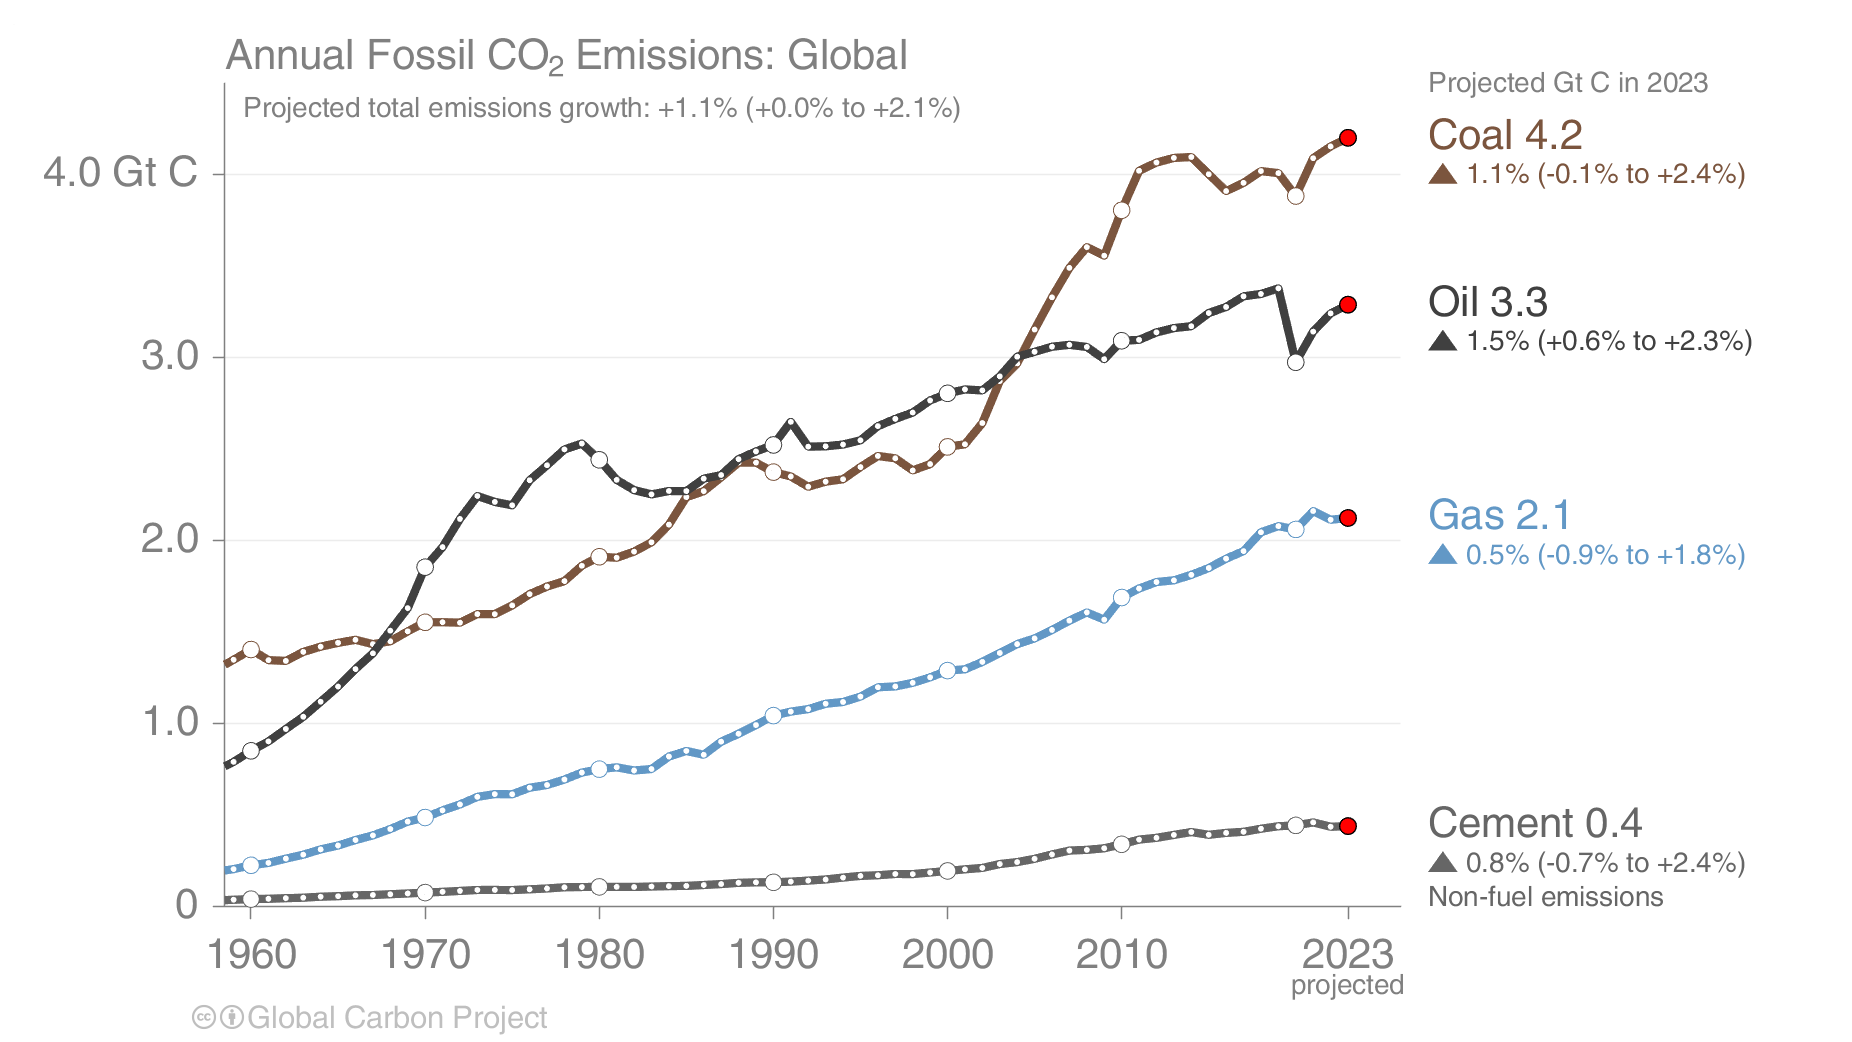 Annual Fossil CO₂ Emissions: Global
Projected total emissions growth: +1.1% (+0.0% to +2.1%)
Projected Gt C in 2023
Coal 4.2
▲ 1.1% (-0.1% to +2.4%)
4.0 Gt C
Oil 3.3
▲ 1.5% (+0.6% to +2.3%)
3.0
Gas 2.1
▲ 0.5% (-0.9% to +1.8%)
2.0
1.0
Cement 0.4
▲ 0.8% (-0.7% to +2.4%)
Non-fuel emissions
0
1960 1970 1980 1990 2000 2010 2023
projected
cc Global Carbon Project